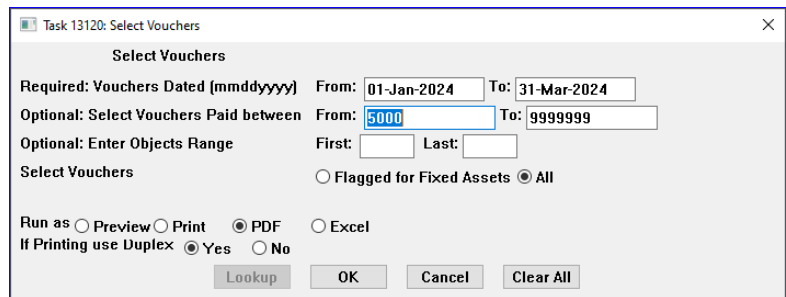 Task 13120: Select Vouchers
Select Vouchers
Required: Vouchers Dated (mmddyyyy) From: 01-Jan-2024 To: 31-Mar-2024
Optional: Select Vouchers Paid between From: 5000 To: 9999999
Optional: Enter Objects Range First: Last:
Select Vouchers Flagged for Fixed Assets All
Run as Preview Print PDF Excel
If Printing use Duplex Yes No
Lookup OK Cancel Clear All